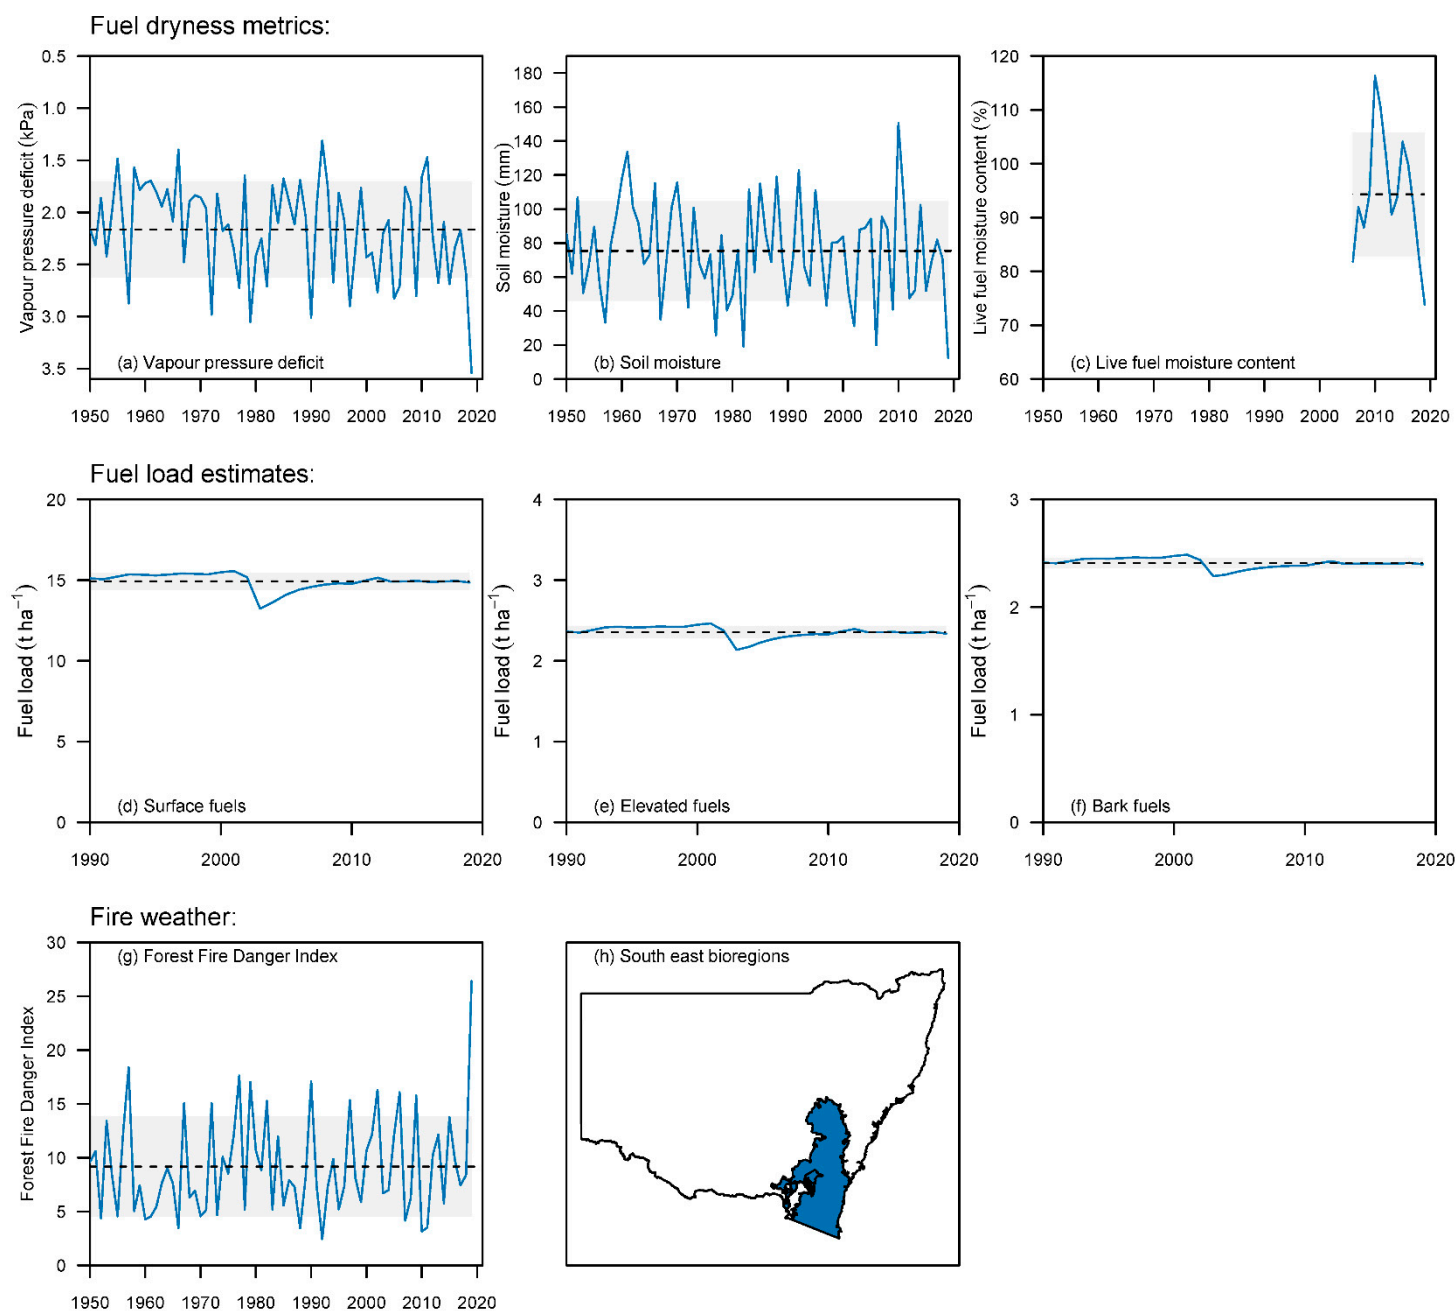 Fuel dryness metrics:
Vapour pressure deficit (kPa)
0.5
1.0
1.5
2.0
2.5
3.0
3.5
(a) Vapour pressure deficit
1950 1960 1970 1980 1990 2000 2010 2020
Soil moisture (mm)
180
160
140
120
100
80
60
40
20
0
(b) Soil moisture
1950 1960 1970 1980 1990 2000 2010 2020
Live fuel moisture content (%)
120
110
100
90
80
70
60
(c) Live fuel moisture content
1950 1960 1970 1980 1990 2000 2010 2020
Fuel load estimates:
Fuel load (t ha⁻¹)
20
15
10
5
0
(d) Surface fuels
1990 2000 2010 2020
Fuel load (t ha⁻¹)
4
3
2
1
0
(e) Elevated fuels
1990 2000 2010 2020
Fuel load (t ha⁻¹)
3
2
1
0
(f) Bark fuels
1990 2000 2010 2020
Fire weather:
Forest Fire Danger Index
30
25
20
15
10
5
0
(g) Forest Fire Danger Index
1950 1960 1970 1980 1990 2000 2010 2020
(h) South east bioregions